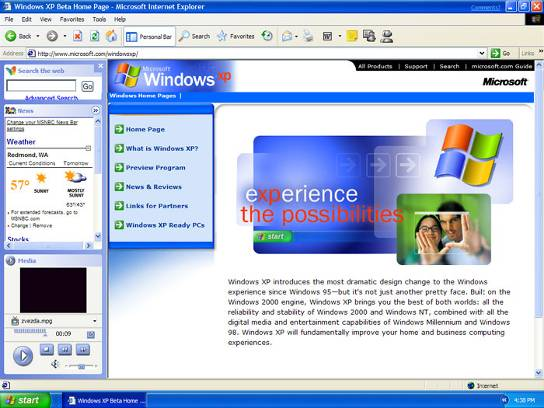 Windows XP Beta Home Page - Microsoft Internet Explorer
Comments?
File Edit View Favorites Tools Help
Back Personal Bar Search Favorites
Address http://www.microsoft.com/windowsxp/ Go Links
Search the web
Go
Advanced Search
News
Change your MSNBC News Bar
settings
Weather
Redmond, WA
Current Conditions Tomorrow
57° SUNNY MOSTLY
SUNNY
63°/43°
For extended forecasts, go to
MSNBC.com
Change | Remove
Stocks
Media
zvezda.mpg
00:09
All Products | Support | Search | microsoft.com Guide
Microsoft
Windows xp
Microsoft
Windows Home Pages |
Home Page
What is Windows XP?
Preview Program
News & Reviews
Links for Partners
Windows XP Ready PCs
experience
the possibilities
start
Windows XP introduces the most dramatic design change to the Windows
experience since Windows 95—but it's not just another pretty face. Built on the
Windows 2000 engine, Windows XP brings you the best of both worlds: all the
reliability and stability of Windows 2000 and Windows NT, combined with all the
digital media and entertainment capabilities of Windows Millennium and Windows
98. Windows XP will fundamentally improve your home and business computing
experiences.
Internet
start Windows XP Beta Home ... 4:38 PM